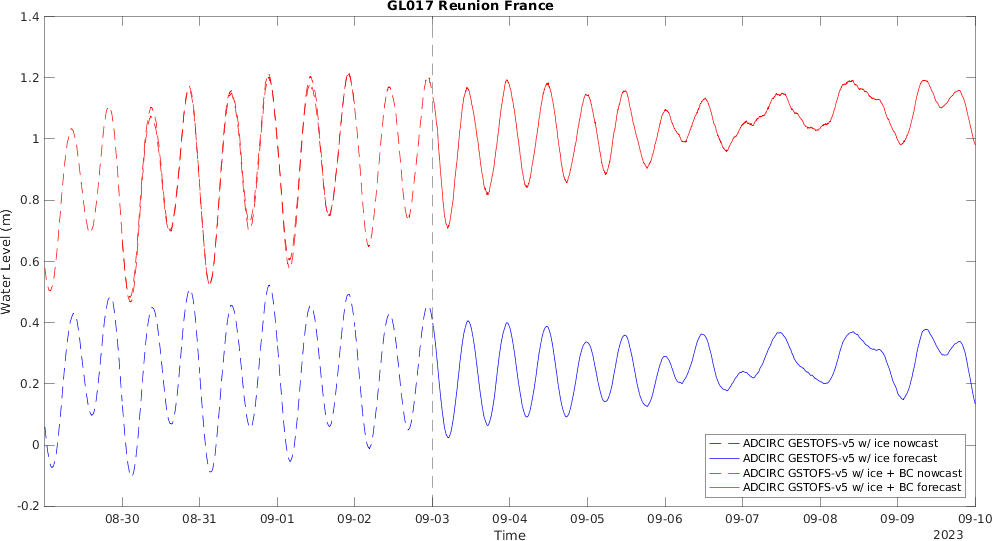 GL017 Reunion France
1.4
1.2
1
0.8
0.6
0.4
0.2
0
-0.2
Water Level (m)
ADCIRC GESTOFS-v5 w/ ice nowcast
ADCIRC GESTOFS-v5 w/ ice forecast
ADCIRC GSTOFS-v5 w/ ice + BC nowcast
ADCIRC GSTOFS-v5 w/ ice + BC forecast
08-30 08-31 09-01 09-02 09-03 09-04 09-05 09-06 09-07 09-08 09-09 09-10
Time
2023